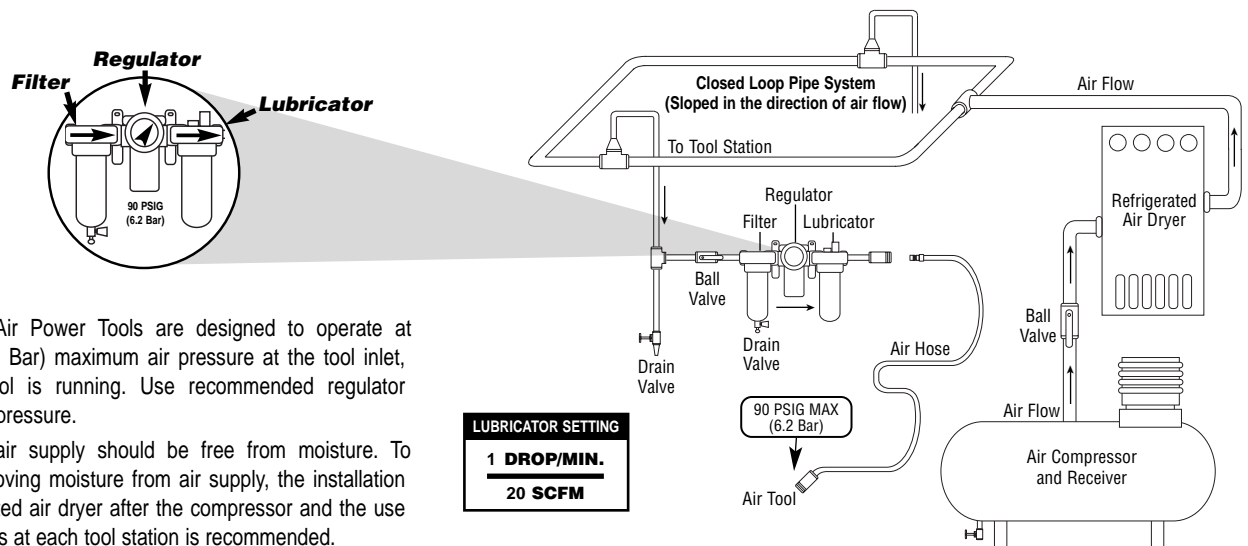 Regulator
Filter
Lubricator
90 PSIG
(6.2 Bar)
Closed Loop Pipe System
(Sloped in the direction of air flow)
Air Flow
To Tool Station
Refrigerated
Air Dryer
Regulator
Filter
Lubricator
Ball
Valve
Drain
Valve
Drain
Valve
Air Hose
Ball
Valve
Air Flow
90 PSIG MAX
(6.2 Bar)
Air Tool
Air Compressor
and Receiver
LUBRICATOR SETTING
1 DROP/MIN.
20 SCFM
Air Power Tools are designed to operate at
Bar) maximum air pressure at the tool inlet,
is running. Use recommended regulator
pressure.
air supply should be free from moisture. To
moisture from air supply, the installation
air dryer after the compressor and the use
at each tool station is recommended.